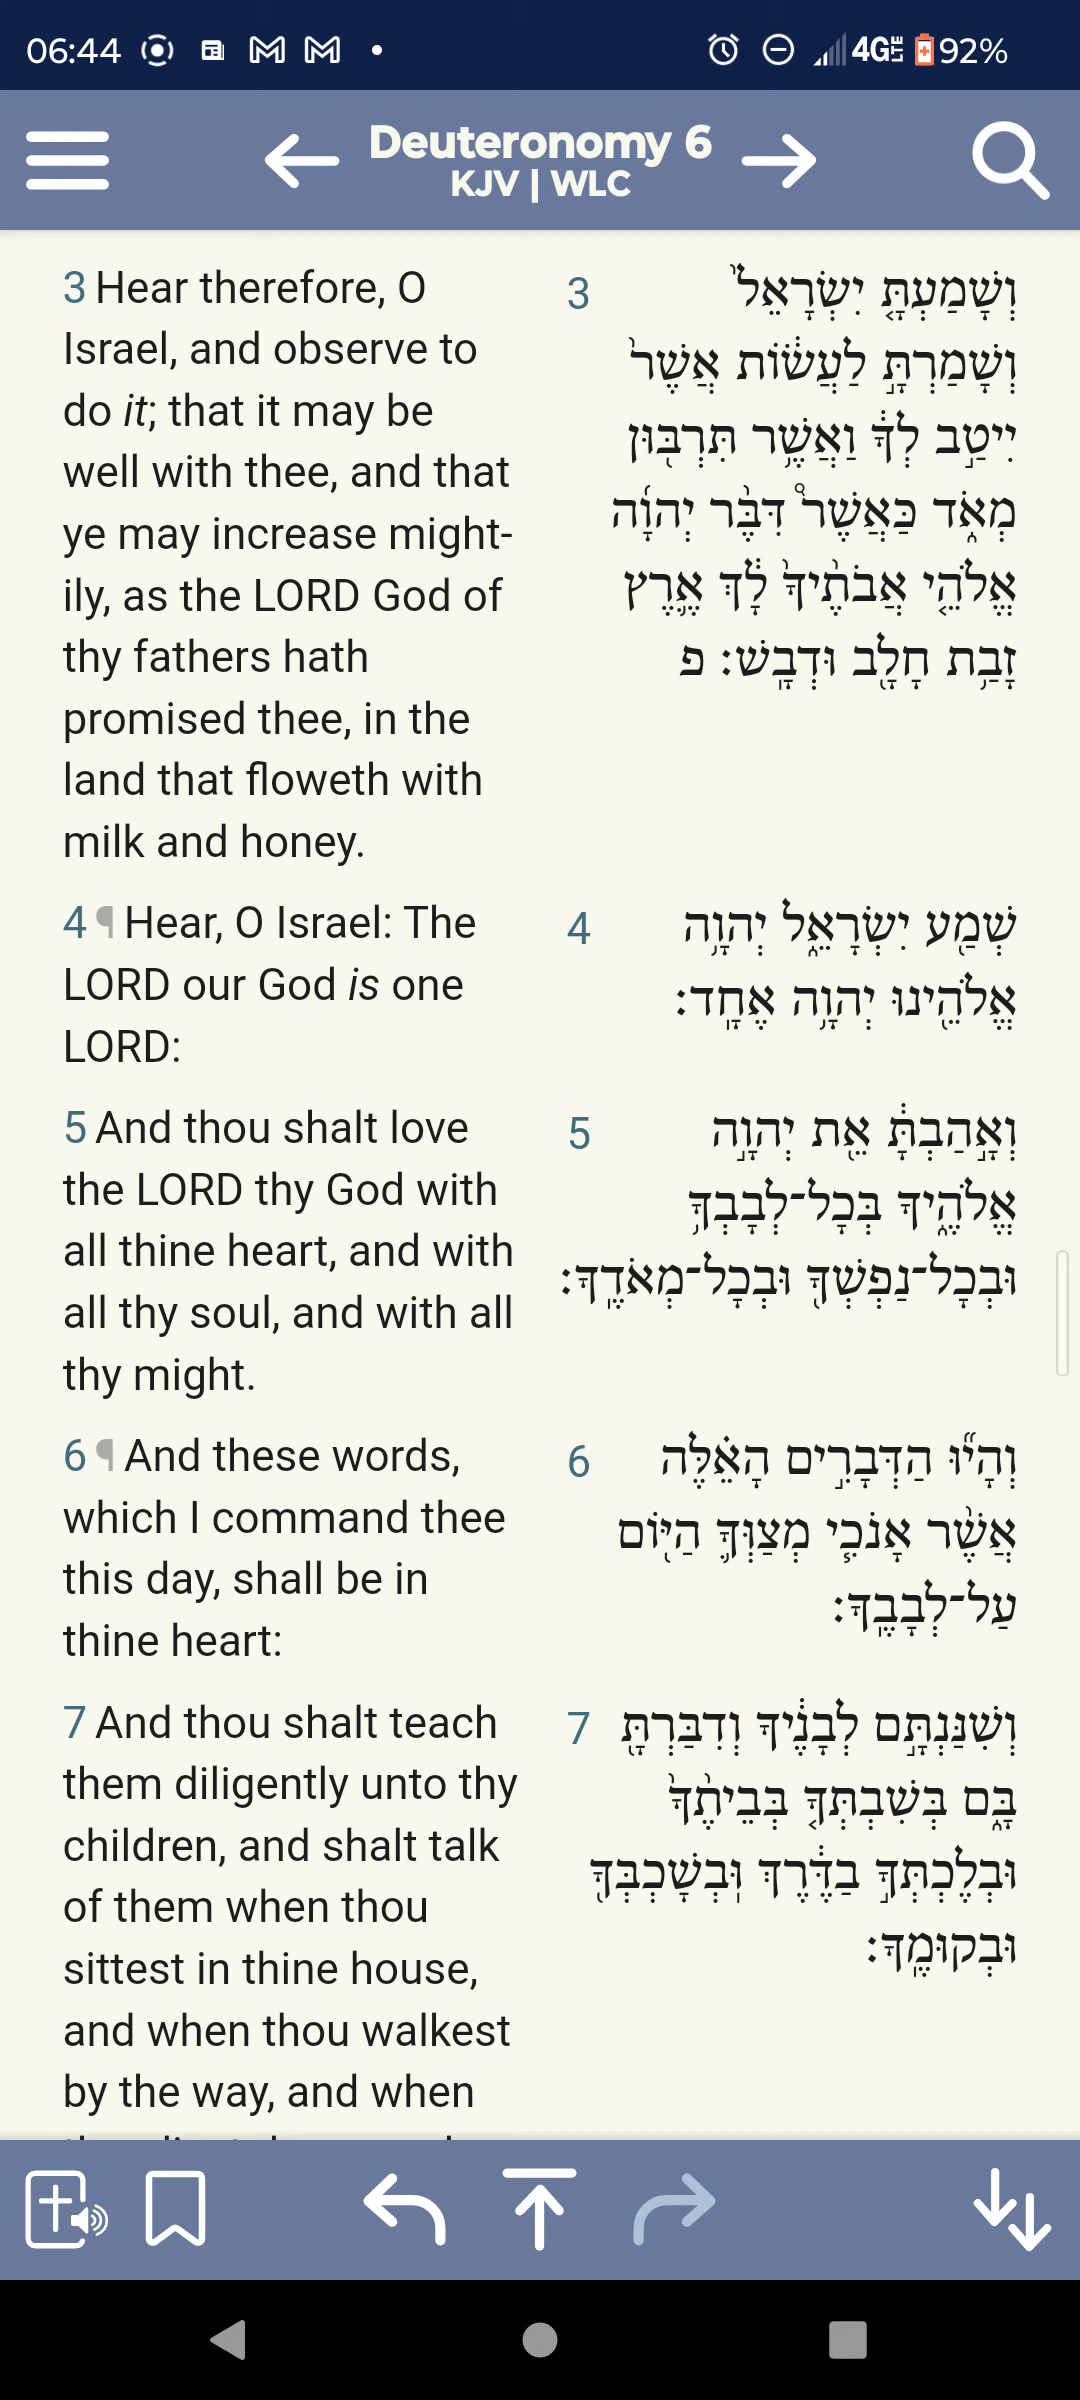 06:44
4G LTE 92%
Deuteronomy 6
KJV | WLC
3 Hear therefore, O
Israel, and observe to
do it; that it may be
well with thee, and that
ye may increase might-
ily, as the LORD God of
thy fathers hath
promised thee, in the
land that floweth with
milk and honey.
4 ¶ Hear, O Israel: The
LORD our God is one
LORD:
5 And thou shalt love
the LORD thy God with
all thine heart, and with
all thy soul, and with all
thy might.
6 ¶ And these words,
which I command thee
this day, shall be in
thine heart:
7 And thou shalt teach
them diligently unto thy
children, and shalt talk
of them when thou
sittest in thine house,
and when thou walkest
by the way, and when
3 וְשָׁמַעְתָּ֤ יִשְׂרָאֵל֙
וְשָׁמַרְתָּ֣ לַעֲשׂ֔וֹת אֲשֶׁר֙
יִיטַ֣ב לְךָ֔ וַאֲשֶׁ֥ר תִּרְבּ֖וּן
מְאֹ֑ד כַּאֲשֶׁר֩ דִּבֶּ֨ר יְהוָ֜ה
אֱלֹהֵ֤י אֲבֹתֶ֙יךָ֙ לָ֔ךְ אֶ֛רֶץ
זָבַ֥ת חָלָ֖ב וּדְבָֽשׁ׃ פ
4 שְׁמַ֖ע יִשְׂרָאֵ֑ל יְהוָ֥ה
אֱלֹהֵ֖ינוּ יְהוָ֥ה אֶחָֽד׃
5 וְאָ֣הַבְתָּ֔ אֵ֖ת יְהוָ֣ה
אֱלֹהֶ֑יךָ בְּכָל־לְבָבְךָ֥
וּבְכָל־נַפְשְׁךָ֖ וּבְכָל־מְאֹדֶֽךָ׃
6 וְהָי֞וּ הַדְּבָרִ֣ים הָאֵ֗לֶּה
אֲשֶׁ֨ר אָנֹכִ֧י מְצַוְּךָ֛ הַיּ֖וֹם
עַל־לְבָבֶֽךָ׃
7 וְשִׁנַּנְתָּ֣ם לְבָנֶ֔יךָ וְדִבַּרְתָּ֖
בָּ֑ם בְּשִׁבְתְּךָ֤ בְּבֵיתֶ֙ךָ֙
וּבְלֶכְתְּךָ֣ בַדֶּ֔רֶךְ וּֽבְשָׁכְבְּךָ֖
וּבְקוּמֶֽךָ׃